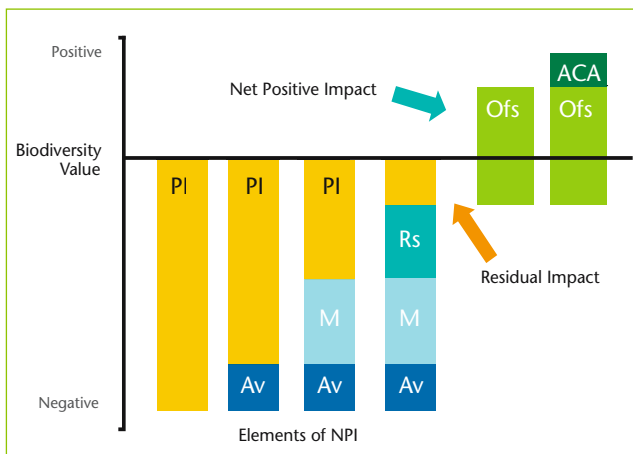 Positive
ACA
Net Positive Impact
Ofs
Ofs
Biodiversity
Value
PI
PI
PI
Rs
Residual Impact
M
M
Av
Av
Av
Negative
Elements of NPI